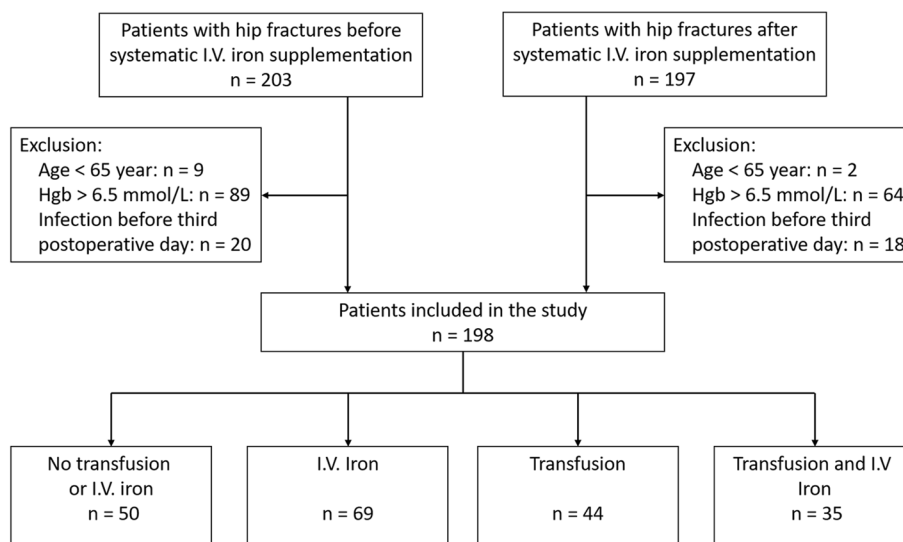 Patients with hip fractures before
systematic I.V. iron supplementation
n = 203
Patients with hip fractures after
systematic I.V. iron supplementation
n = 197
Exclusion:
Age < 65 year: n = 9
Hgb > 6.5 mmol/L: n = 89
Infection before third
postoperative day: n = 20
Exclusion:
Age < 65 year: n = 2
Hgb > 6.5 mmol/L: n = 64
Infection before third
postoperative day: n = 18
Patients included in the study
n = 198
No transfusion
or I.V. iron
n = 50
I.V. Iron
n = 69
Transfusion
n = 44
Transfusion and I.V
Iron
n = 35